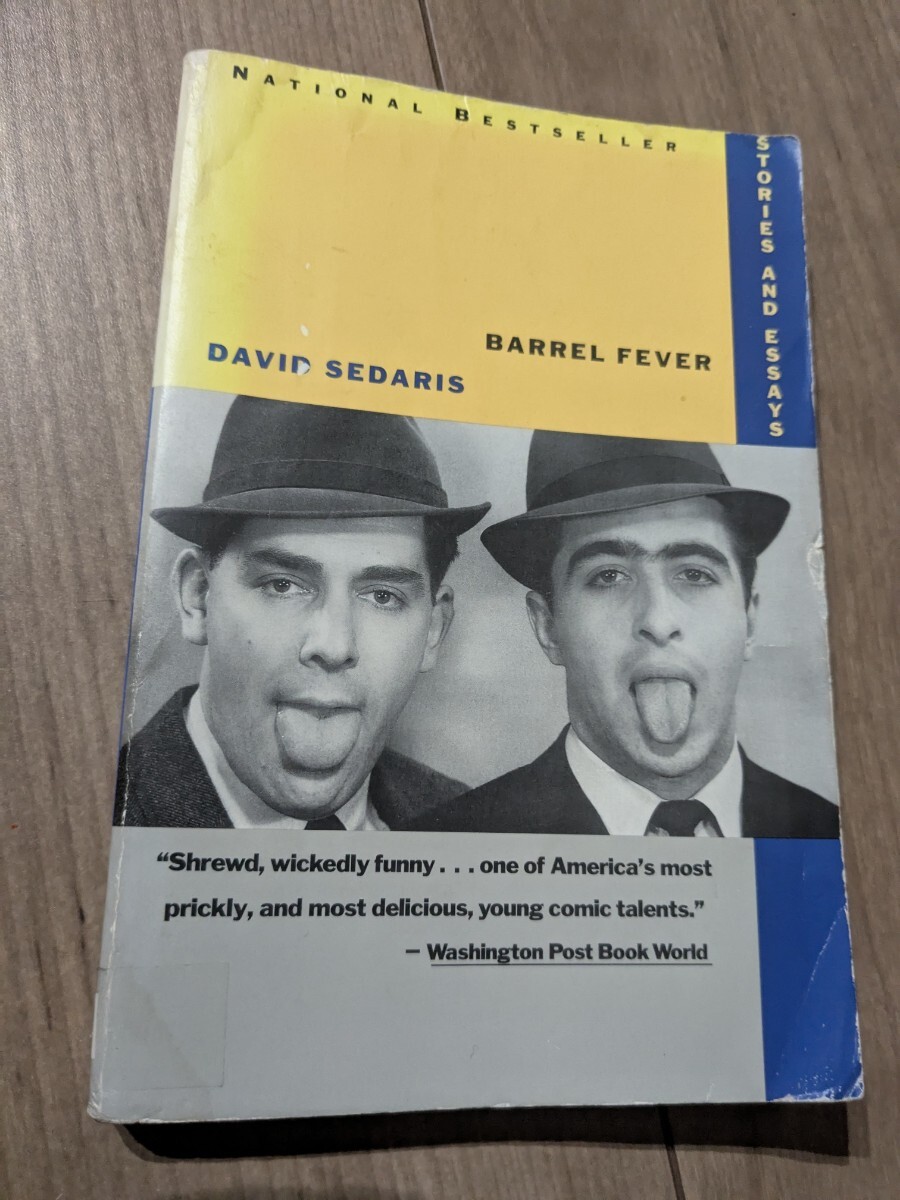 NATIONAL BESTSELLER
STORIES AND ESSAYS
BARREL FEVER
DAVID SEDARIS
“Shrewd, wickedly funny . . . one of America’s most
prickly, and most delicious, young comic talents.”
– Washington Post Book World